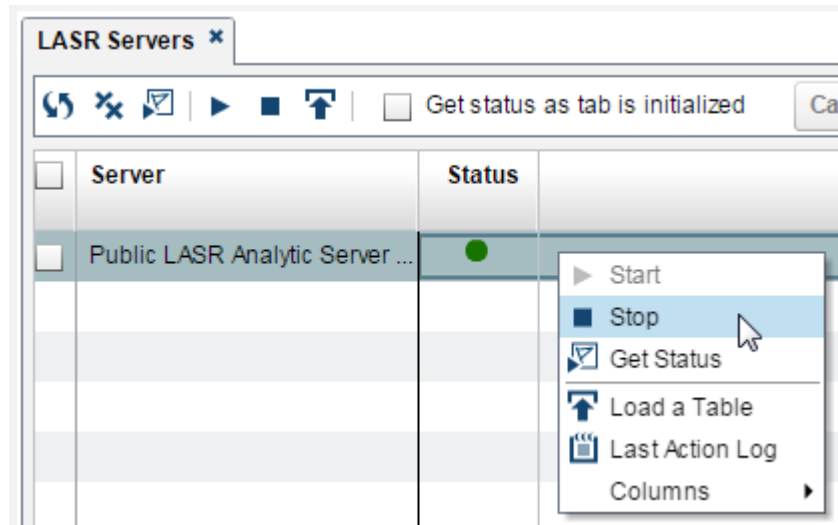 LASR Servers
Get status as tab is initialized
Ca
Server Status
Public LASR Analytic Server ...
Start
Stop
Get Status
Load a Table
Last Action Log
Columns